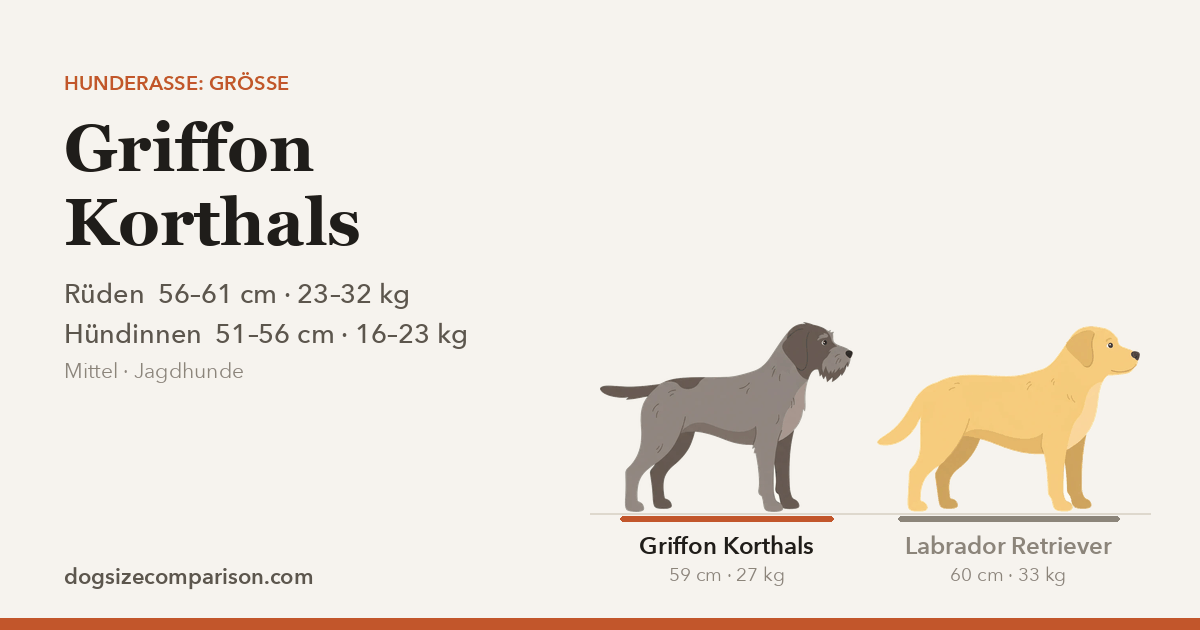 HUNDERASSE: GRÖSSE
Griffon
Korthals
Rüden 56–61 cm · 23–32 kg
Hündinnen 51–56 cm · 16–23 kg
Mittel · Jagdhunde
Griffon Korthals
59 cm · 27 kg
Labrador Retriever
60 cm · 33 kg
dogsizecomparison.com